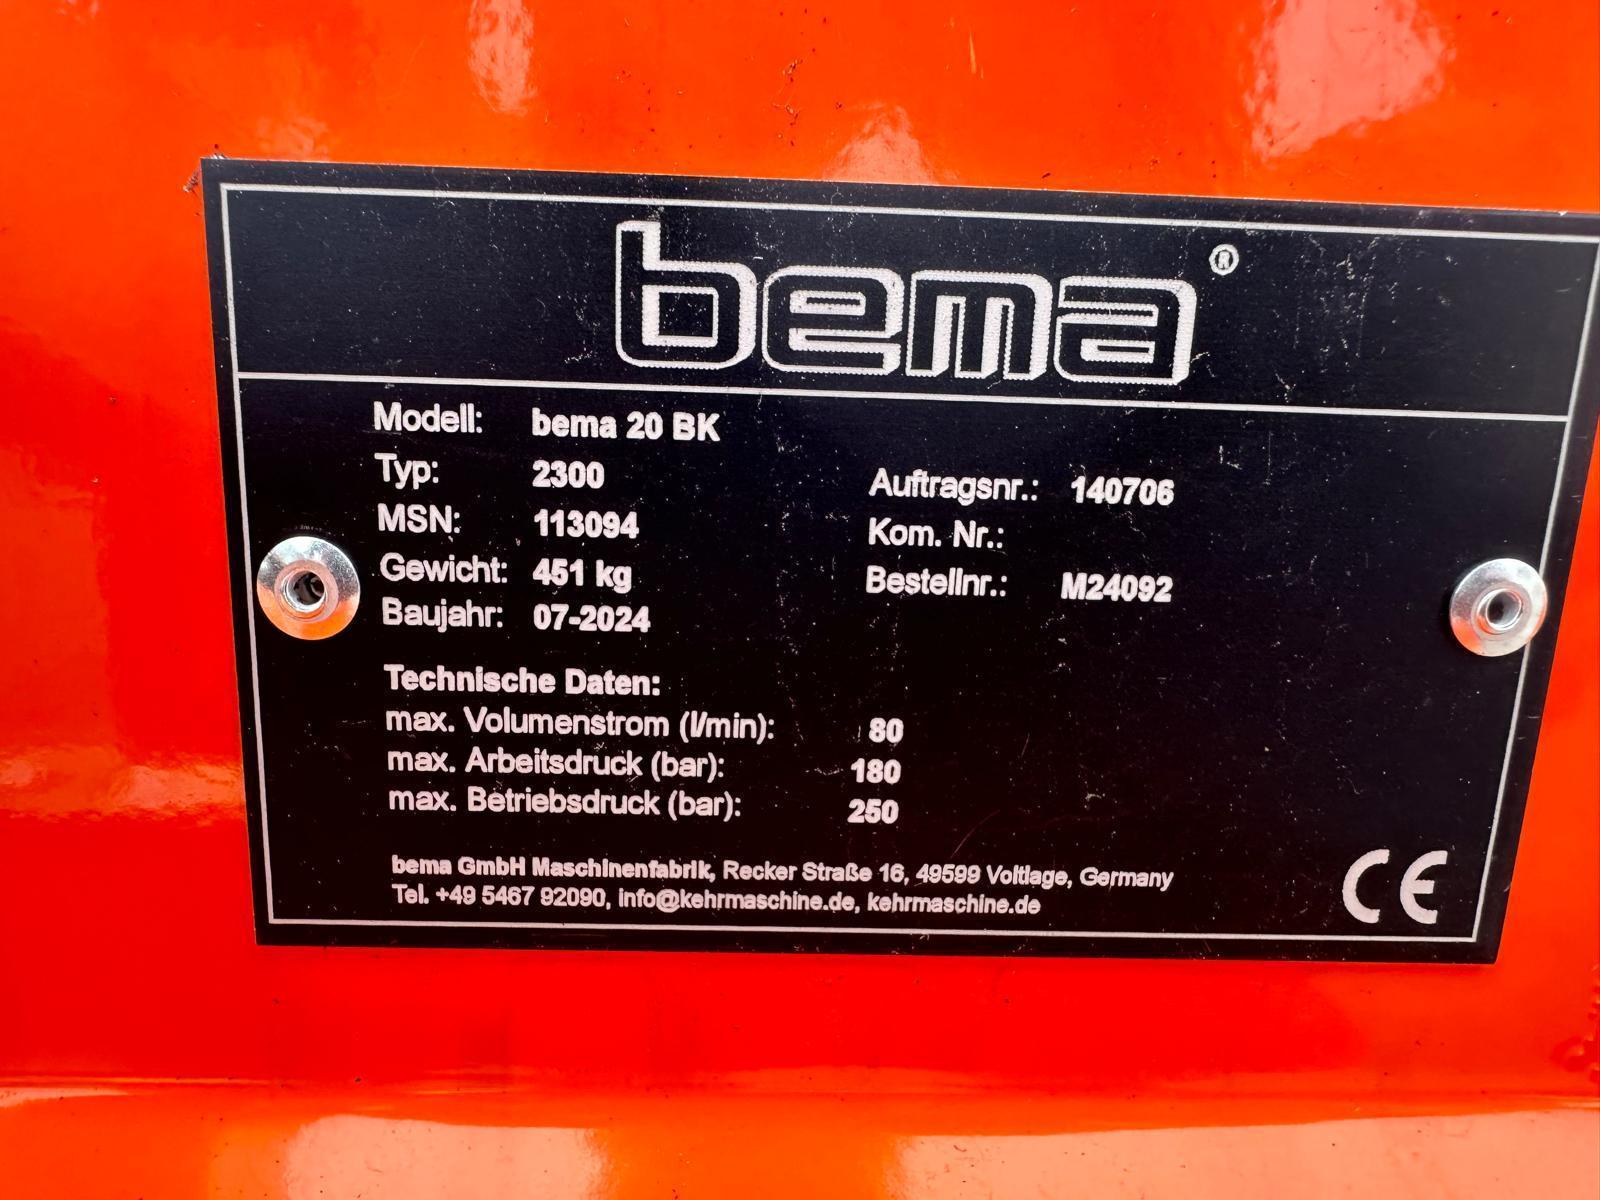 bema ®
Modell: bema 20 BK
Typ: 2300
MSN: 113094
Gewicht: 451 kg
Baujahr: 07-2024
Auftragsnr.: 140706
Kom. Nr.:
Bestellnr.: M24092
Technische Daten:
max. Volumenstrom (l/min): 80
max. Arbeitsdruck (bar): 180
max. Betriebsdruck (bar): 250
bema GmbH Maschinenfabrik, Recker Straße 16, 49599 Voltlage, Germany
Tel. +49 5467 92090, info@kehrmaschine.de, kehrmaschine.de
CE